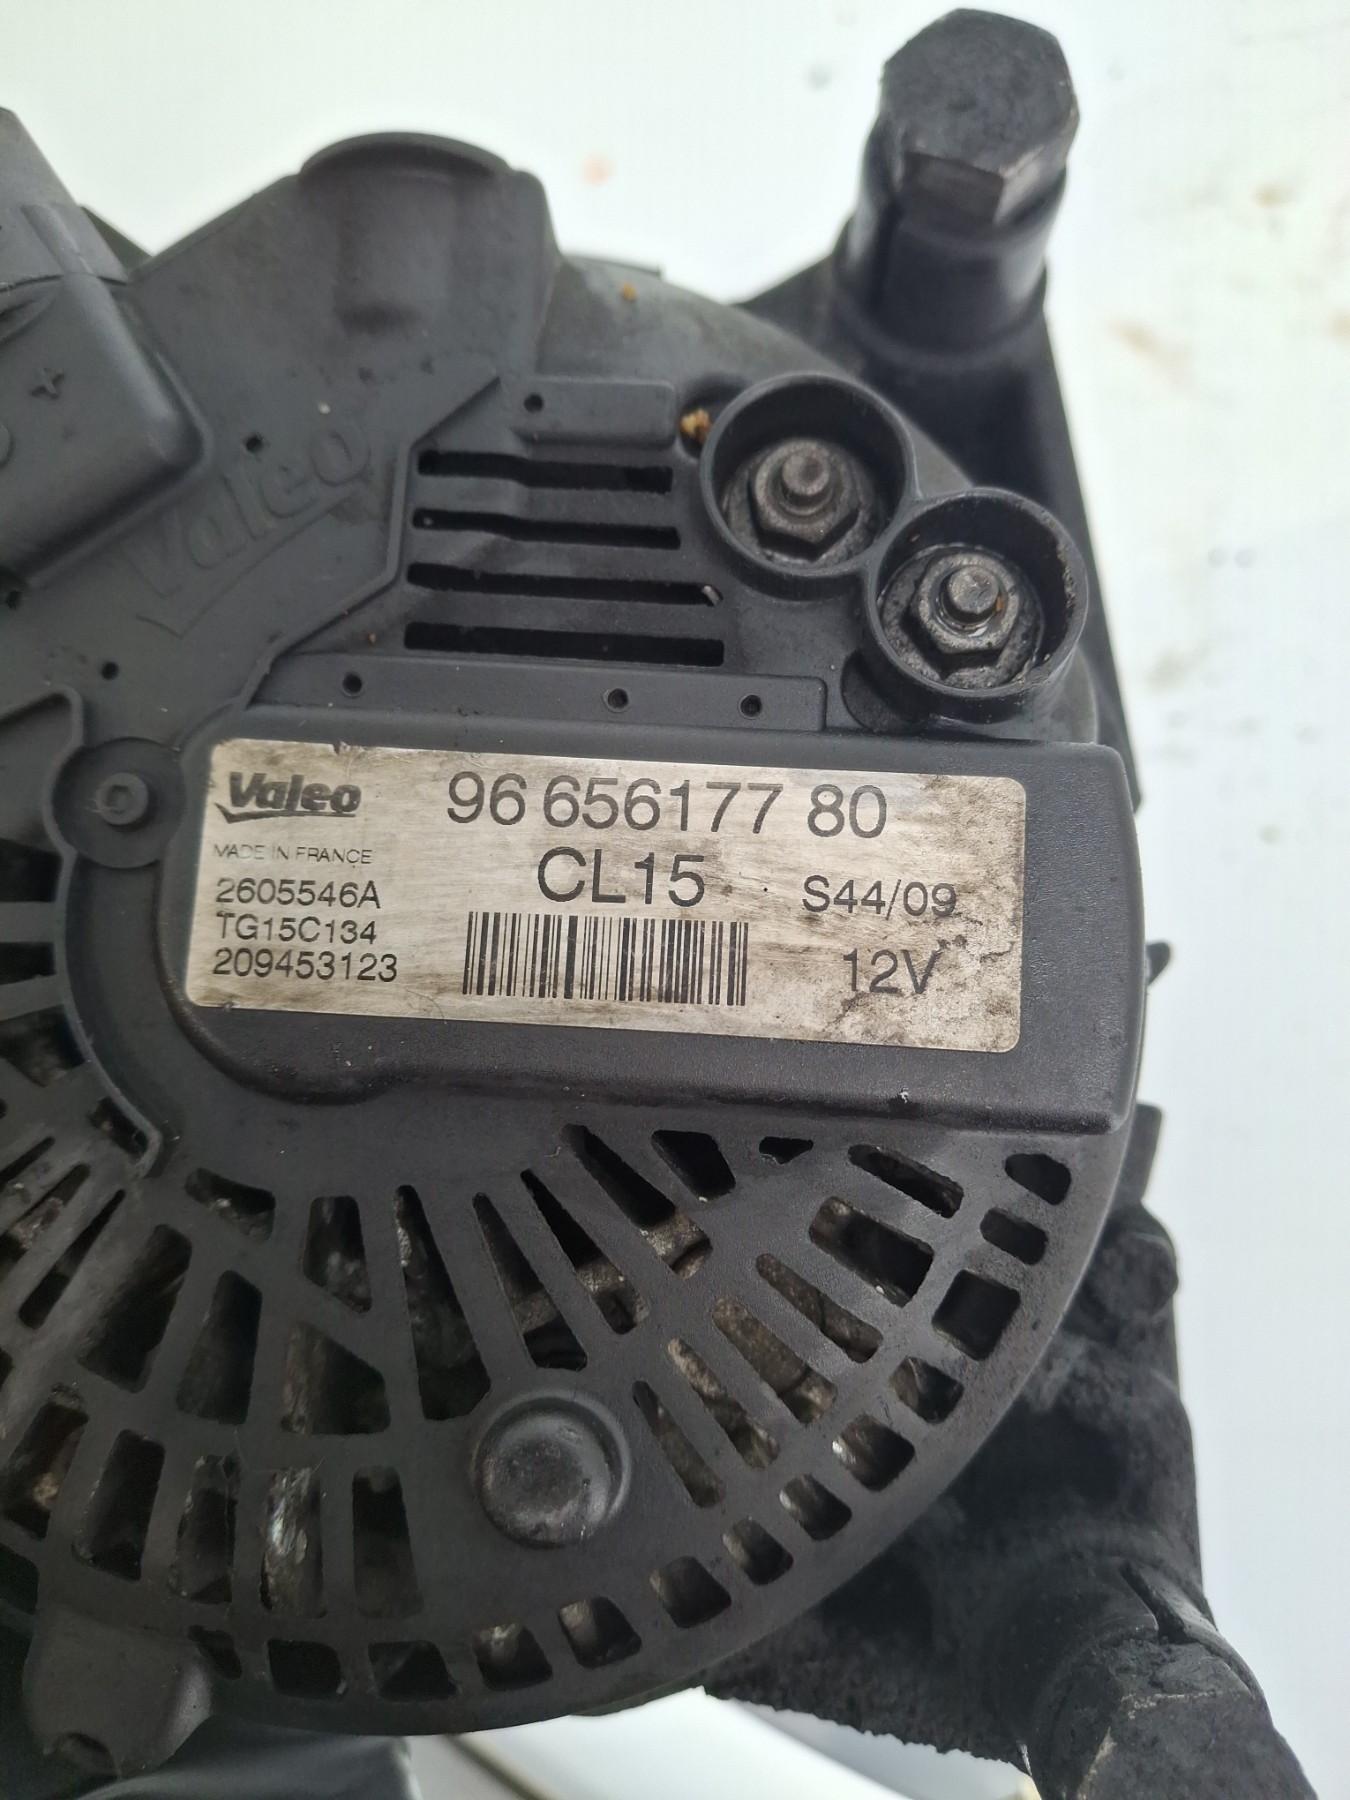 +
Valeo
Valeo 96 656177 80
MADE IN FRANCE CL15 S44/09
2605546A
TG15C134 12V
209453123